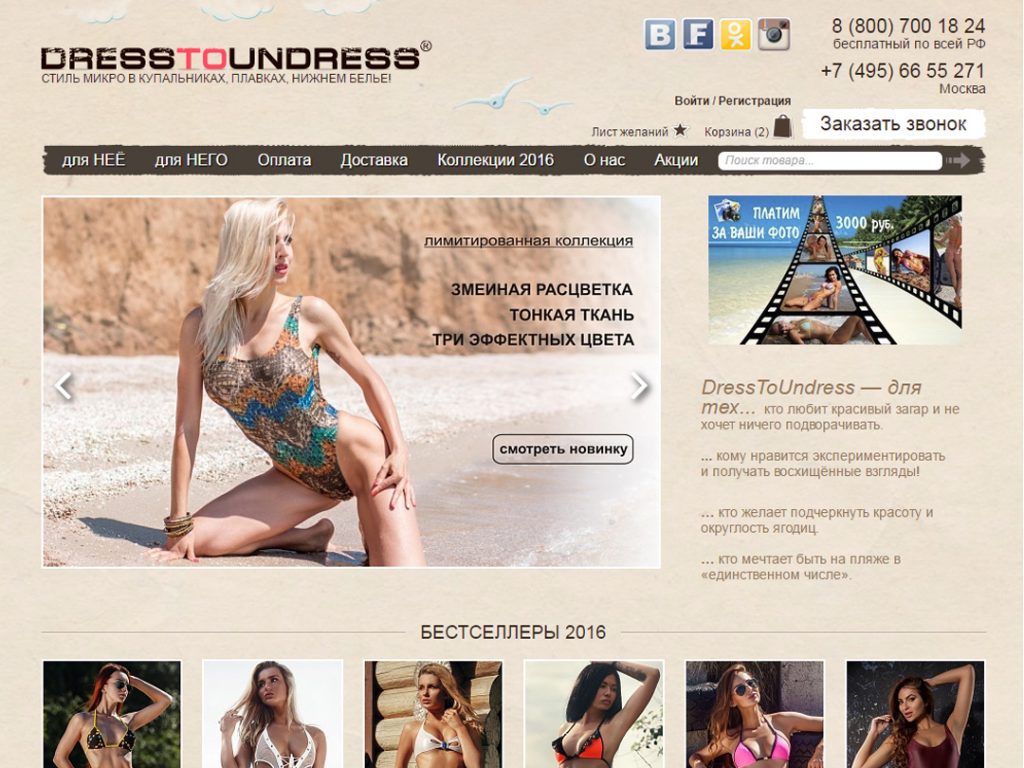 DRESSTOUNDRESS®
СТИЛЬ МИКРО В КУПАЛЬНИКАХ, ПЛАВКАХ, НИЖНЕМ БЕЛЬЕ!
8 (800) 700 18 24
бесплатный по всей РФ
+7 (495) 66 55 271
Москва
Войти / Регистрация
Лист желаний Корзина (2)
Заказать звонок
для НЕЁ для НЕГО Оплата Доставка Коллекции 2016 О нас Акции Поиск товара...
лимитированная коллекция
ЗМЕИНАЯ РАСЦВЕТКА
ТОНКАЯ ТКАНЬ
ТРИ ЭФФЕКТНЫХ ЦВЕТА
смотреть новинку
ПЛАТИМ
ЗА ВАШИ ФОТО
3000 руб.
DressToUndress — для
тех... кто любит красивый загар и не
хочет ничего подворачивать.
... кому нравится экспериментировать
и получать восхищённые взгляды!
... кто желает подчеркнуть красоту и
округлость ягодиц.
... кто мечтает быть на пляже в
«единственном числе».
БЕСТСЕЛЛЕРЫ 2016